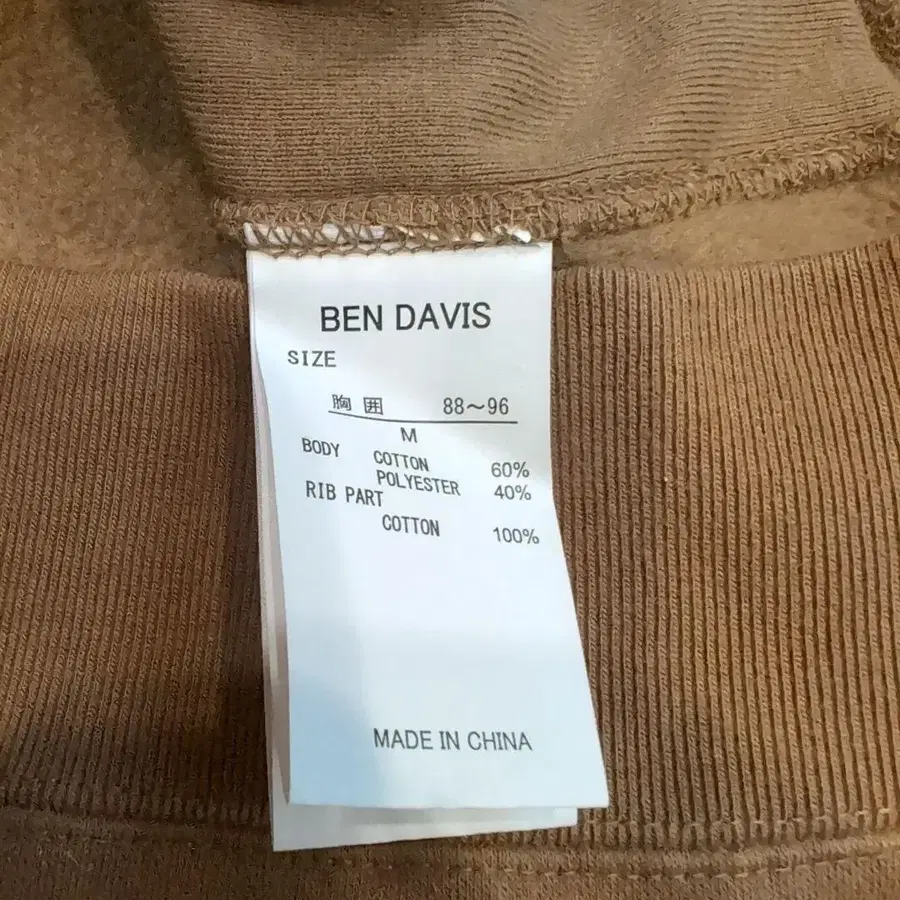 BEN DAVIS
SIZE
胸囲 88～96
M
BODY COTTON 60%
POLYESTER 40%
RIB PART
COTTON 100%
MADE IN CHINA